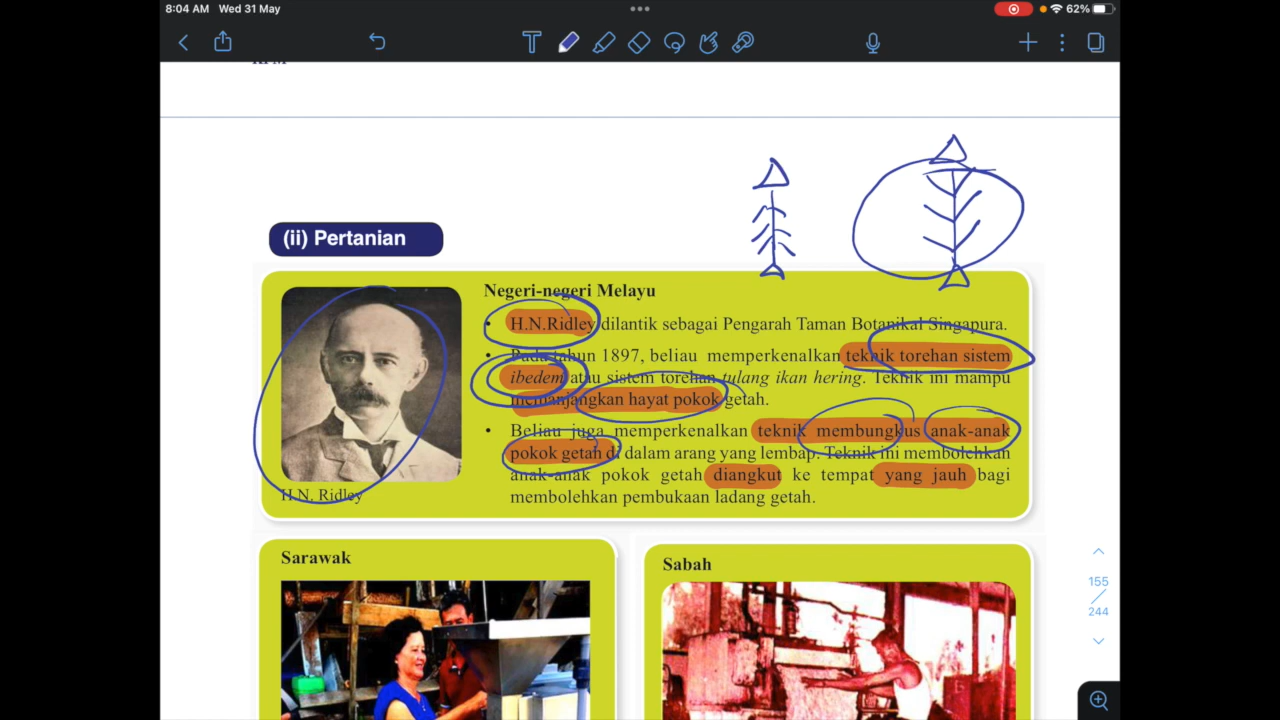 8:04 AM Wed 31 May
62%
(ii) Pertanian
Negeri-negeri Melayu
• H.N.Ridley dilantik sebagai Pengarah Taman Botanikal Singapura.
• Pada tahun 1897, beliau memperkenalkan teknik torehan sistem
ibedem atau sistem torehan tulang ikan hering. Teknik ini mampu
memanjangkan hayat pokok getah.
• Beliau juga memperkenalkan teknik membungkus anak-anak
pokok getah di dalam arang yang lembap. Teknik ini membolehkan
anak-anak pokok getah diangkut ke tempat yang jauh bagi
membolehkan pembukaan ladang getah.
H.N. Ridley
Sarawak
Sabah
155
244